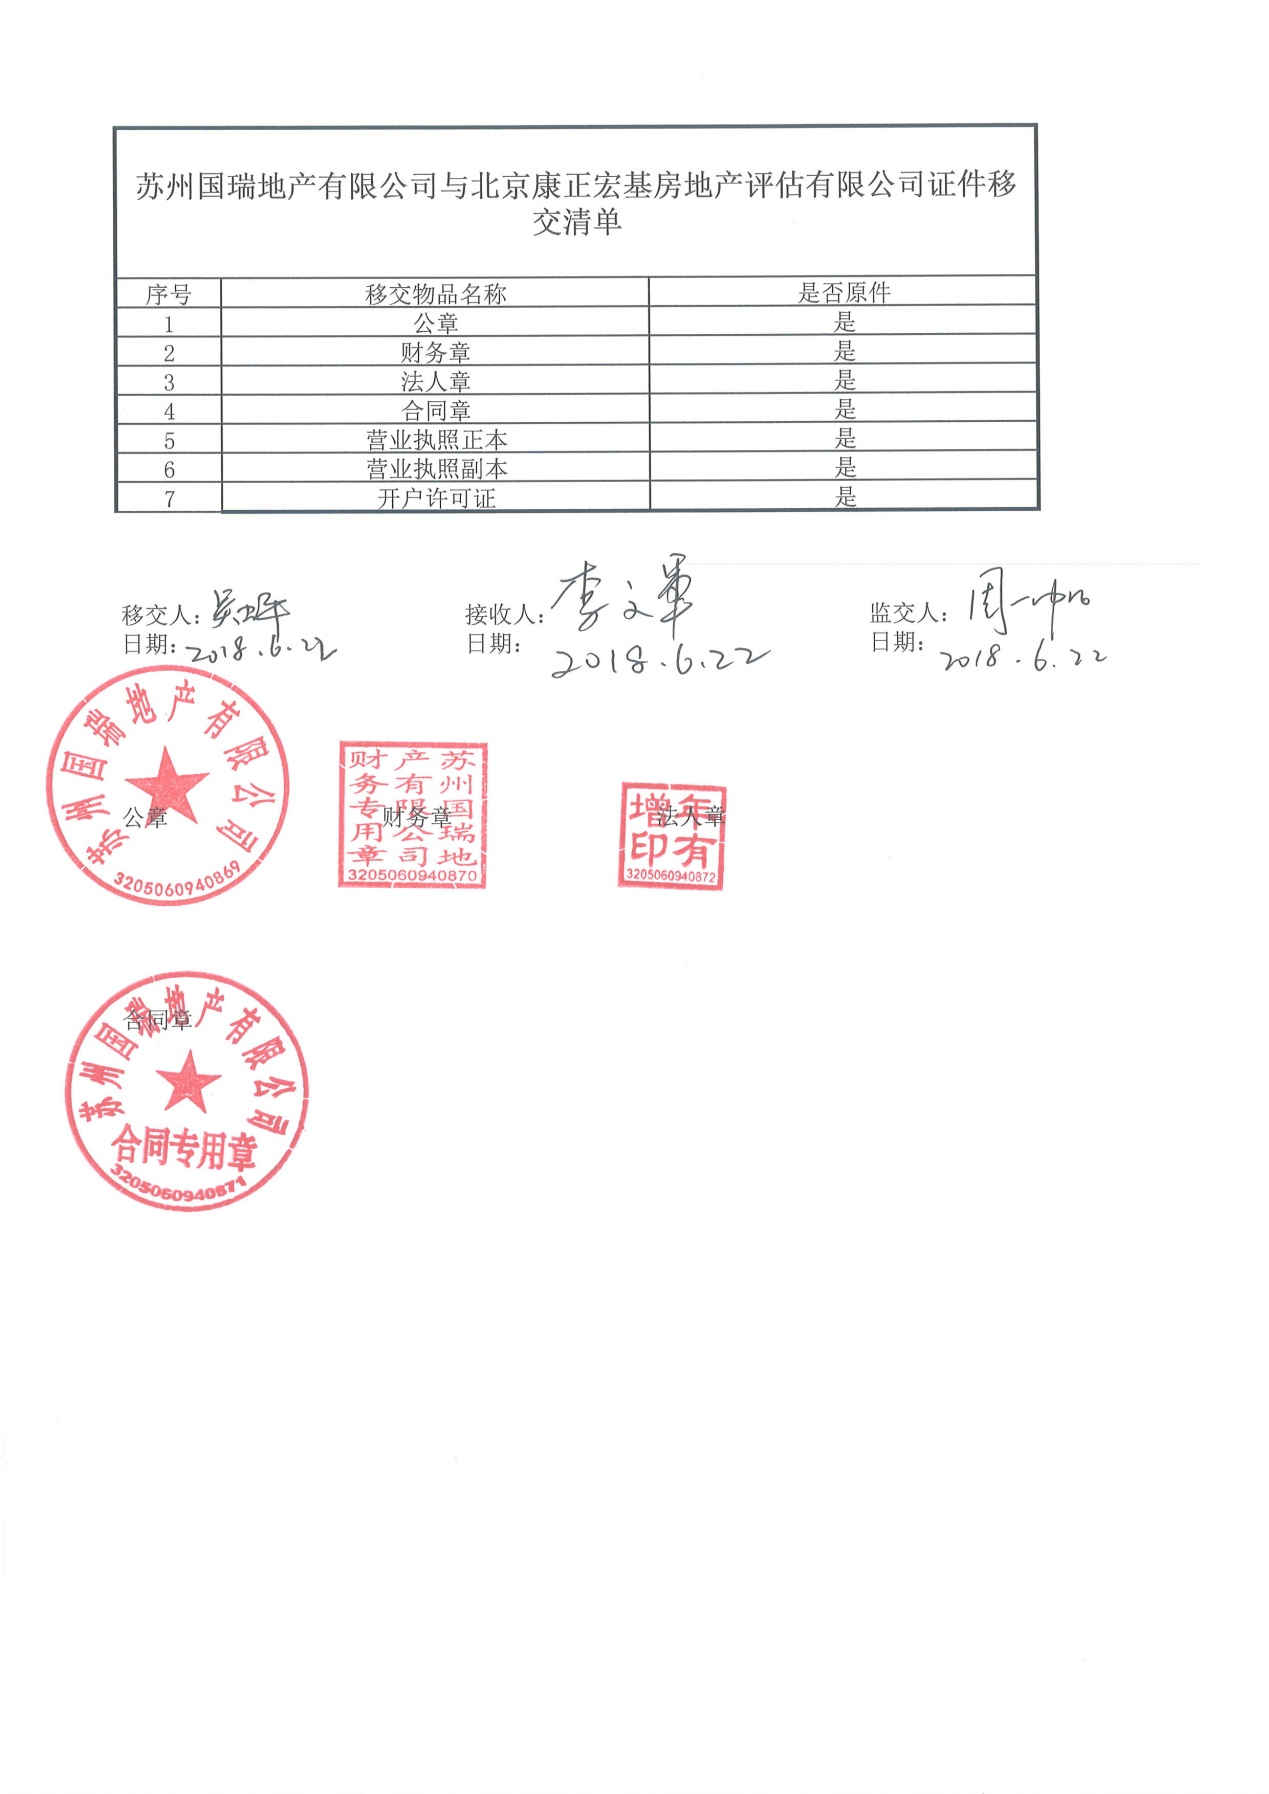 苏州国瑞地产有限公司与北京康正宏基房地产评估有限公司证件移
交清单
序号 移交物品名称 是否原件
1 公章 是
2 财务章 是
3 法人章 是
4 合同章 是
5 营业执照正本 是
6 营业执照副本 是
7 开户许可证 是
移交人: 吴 接收人: 李文 监交人: 周一
日期: 2018.6.22 日期: 2018.6.22 日期: 2018.6.22
苏州国瑞地产有限公司
公章
3205060940869
苏州国瑞地
产有限公司
财务专用章
财务章
3205060940870
年有
增印
法人章
3205060940872
苏州国瑞地产有限公司
合同章
合同专用章
3205060940871